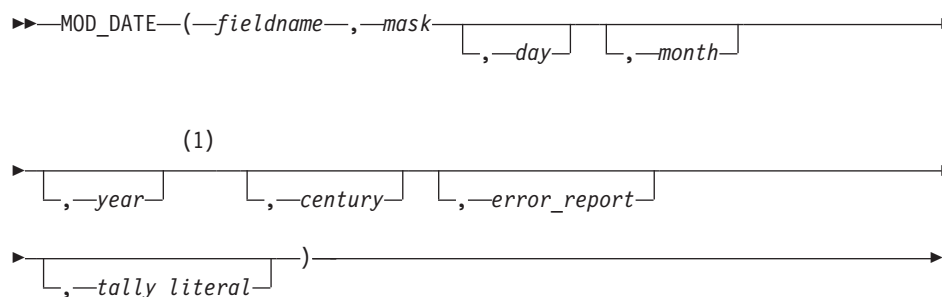 MOD_DATE ( fieldname , mask
, day , month
(1)
, year , century , error_report
)
, tally literal